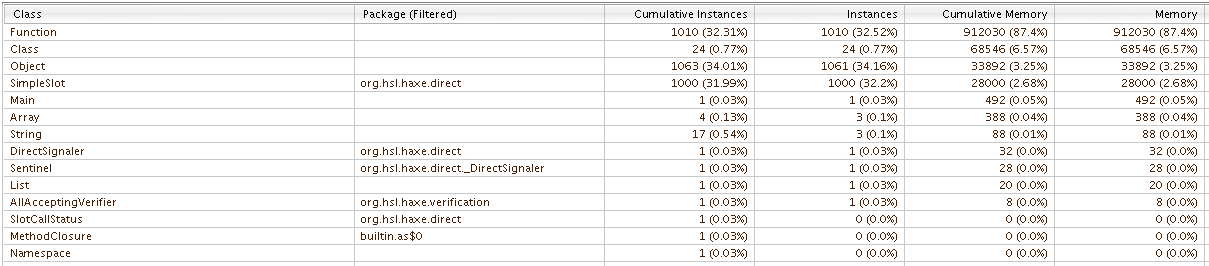 Class Package (Filtered) Cumulative Instances Instances Cumulative Memory Memory
Function 1010 (32.31%) 1010 (32.52%) 912030 (87.4%) 912030 (87.4%)
Class 24 (0.77%) 24 (0.77%) 68546 (6.57%) 68546 (6.57%)
Object 1063 (34.01%) 1061 (34.16%) 33892 (3.25%) 33892 (3.25%)
SimpleSlot org.hsl.haxe.direct 1000 (31.99%) 1000 (32.2%) 28000 (2.68%) 28000 (2.68%)
Main 1 (0.03%) 1 (0.03%) 492 (0.05%) 492 (0.05%)
Array 4 (0.13%) 3 (0.1%) 388 (0.04%) 388 (0.04%)
String 17 (0.54%) 3 (0.1%) 88 (0.01%) 88 (0.01%)
DirectSignaler org.hsl.haxe.direct 1 (0.03%) 1 (0.03%) 32 (0.0%) 32 (0.0%)
Sentinel org.hsl.haxe.direct._DirectSignaler 1 (0.03%) 1 (0.03%) 28 (0.0%) 28 (0.0%)
List 1 (0.03%) 1 (0.03%) 20 (0.0%) 20 (0.0%)
AllAcceptingVerifier org.hsl.haxe.verification 1 (0.03%) 1 (0.03%) 8 (0.0%) 8 (0.0%)
SlotCallStatus org.hsl.haxe.direct 1 (0.03%) 0 (0.0%) 0 (0.0%) 0 (0.0%)
MethodClosure builtin.as$0 1 (0.03%) 0 (0.0%) 0 (0.0%) 0 (0.0%)
Namespace 1 (0.03%) 0 (0.0%) 0 (0.0%) 0 (0.0%)